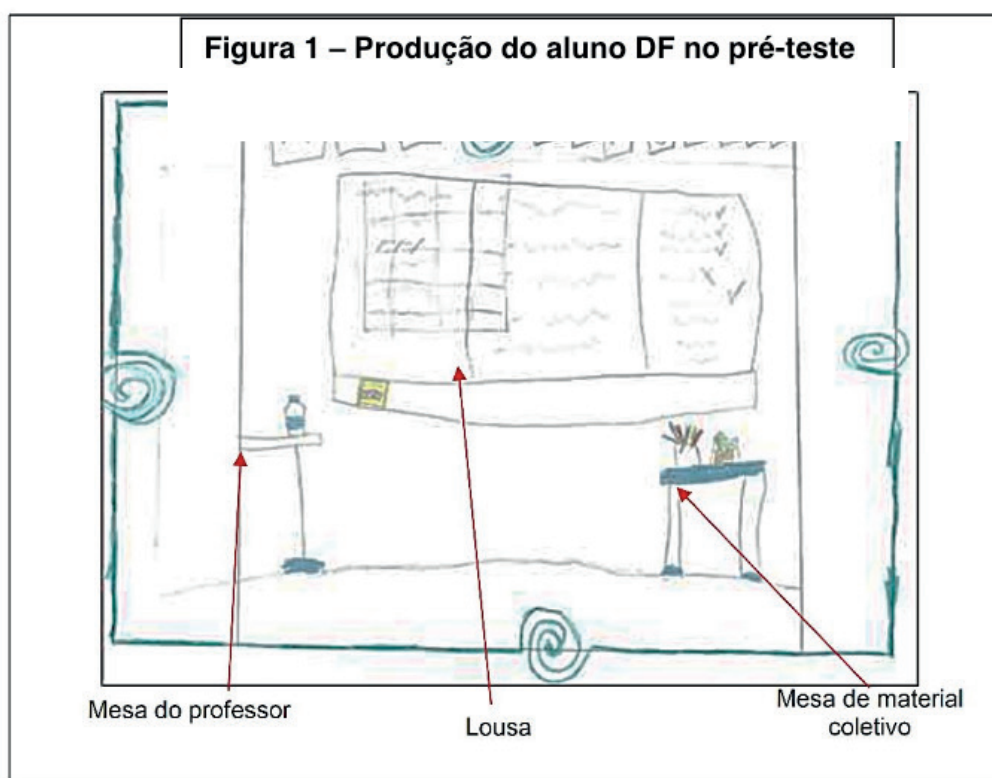 Figura 1 – Produção do aluno DF no pré-teste
Mesa do professor
Lousa
Mesa de material
coletivo